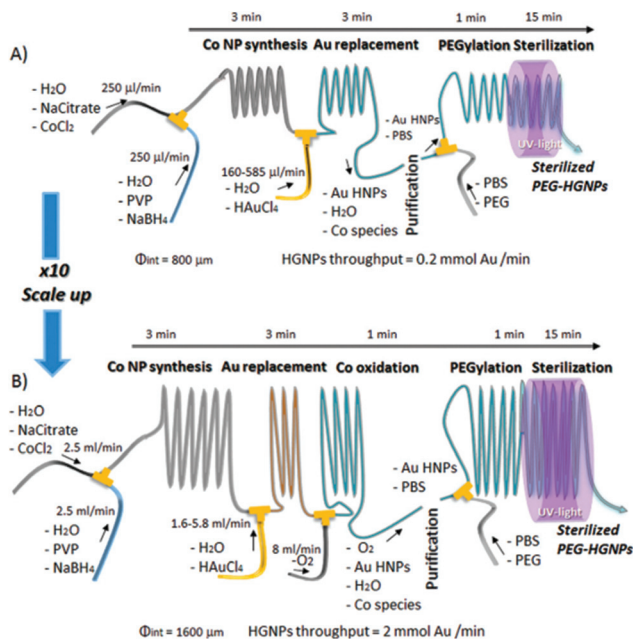 3 min 3 min 1 min 15 min
Co NP synthesis Au replacement PEGylation Sterilization
A)
- H2O
- NaCitrate
- CoCl2
250 µl/min
250 µl/min
- H2O
- PVP
- NaBH4
160-585 µl/min
- H2O
- HAuCl4
- Au HNPs
- H2O
- Co species
Purification
- Au HNPs
- PBS
- PBS
- PEG
UV-light
Sterilized
PEG-HGNPs
Φint = 800 µm HGNPs throughput = 0.2 mmol Au /min
x10
Scale up
3 min 3 min 1 min 1 min 15 min
Co NP synthesis Au replacement Co oxidation PEGylation Sterilization
B)
- H2O
- NaCitrate
- CoCl2
2.5 ml/min
2.5 ml/min
- H2O
- PVP
- NaBH4
1.6-5.8 ml/min
- H2O
- HAuCl4
8 ml/min
-O2
- O2
- Au HNPs
- H2O
- Co species
Purification
- Au HNPs
- PBS
- PBS
- PEG
UV-light
Sterilized
PEG-HGNPs
Φint = 1600 µm HGNPs throughput = 2 mmol Au /min